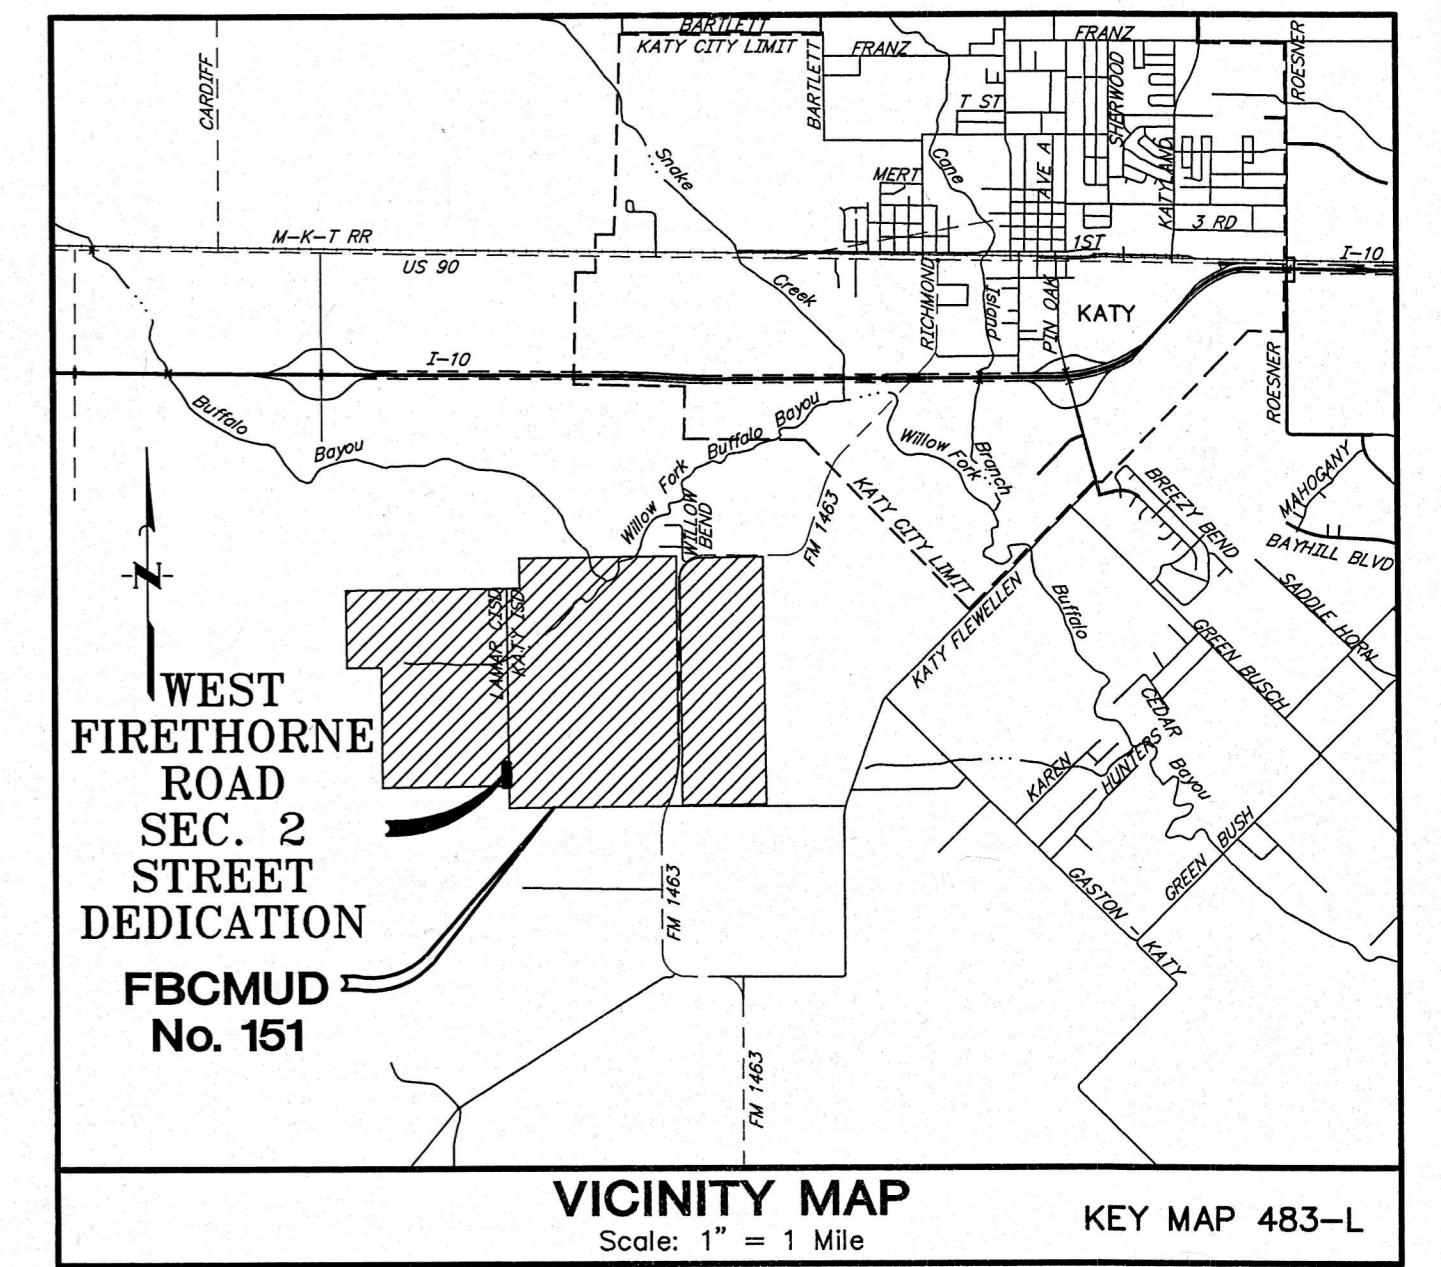 BARTLETT
KATY CITY LIMIT
CARDIFF
BARTLETT
FRANZ
FRANZ
ROESNER
SHERWOOD
T ST
Snake
Cane
MERT
AVE A
KATYLAND
3 RD
M-K-T RR
US 90
1ST
I-10
Creek
RICHMOND
Island
PIN OAK
KATY
I-10
ROESNER
Buffalo
Bayou
Willow Fork
Buffalo Bayou
Willow Fork
Branch
WILLOW
BEND
FM 1463
KATY CITY LIMIT
BREEZY BEND
MAHOGANY
BAYHILL BLVD
N
LAMAR CISD
KATY ISD
KATY FLEWELLEN
Buffalo
SADDLE HORN
GREEN BUSCH
WEST
FIRETHORNE
ROAD
SEC. 2
STREET
DEDICATION
CEDAR
HUNTERS
KAREN
Bayou
GREEN BUSH
GASTON - KATY
FM 1463
FBCMUD
No. 151
FM 1463
VICINITY MAP
Scale: 1" = 1 Mile
KEY MAP 483-L